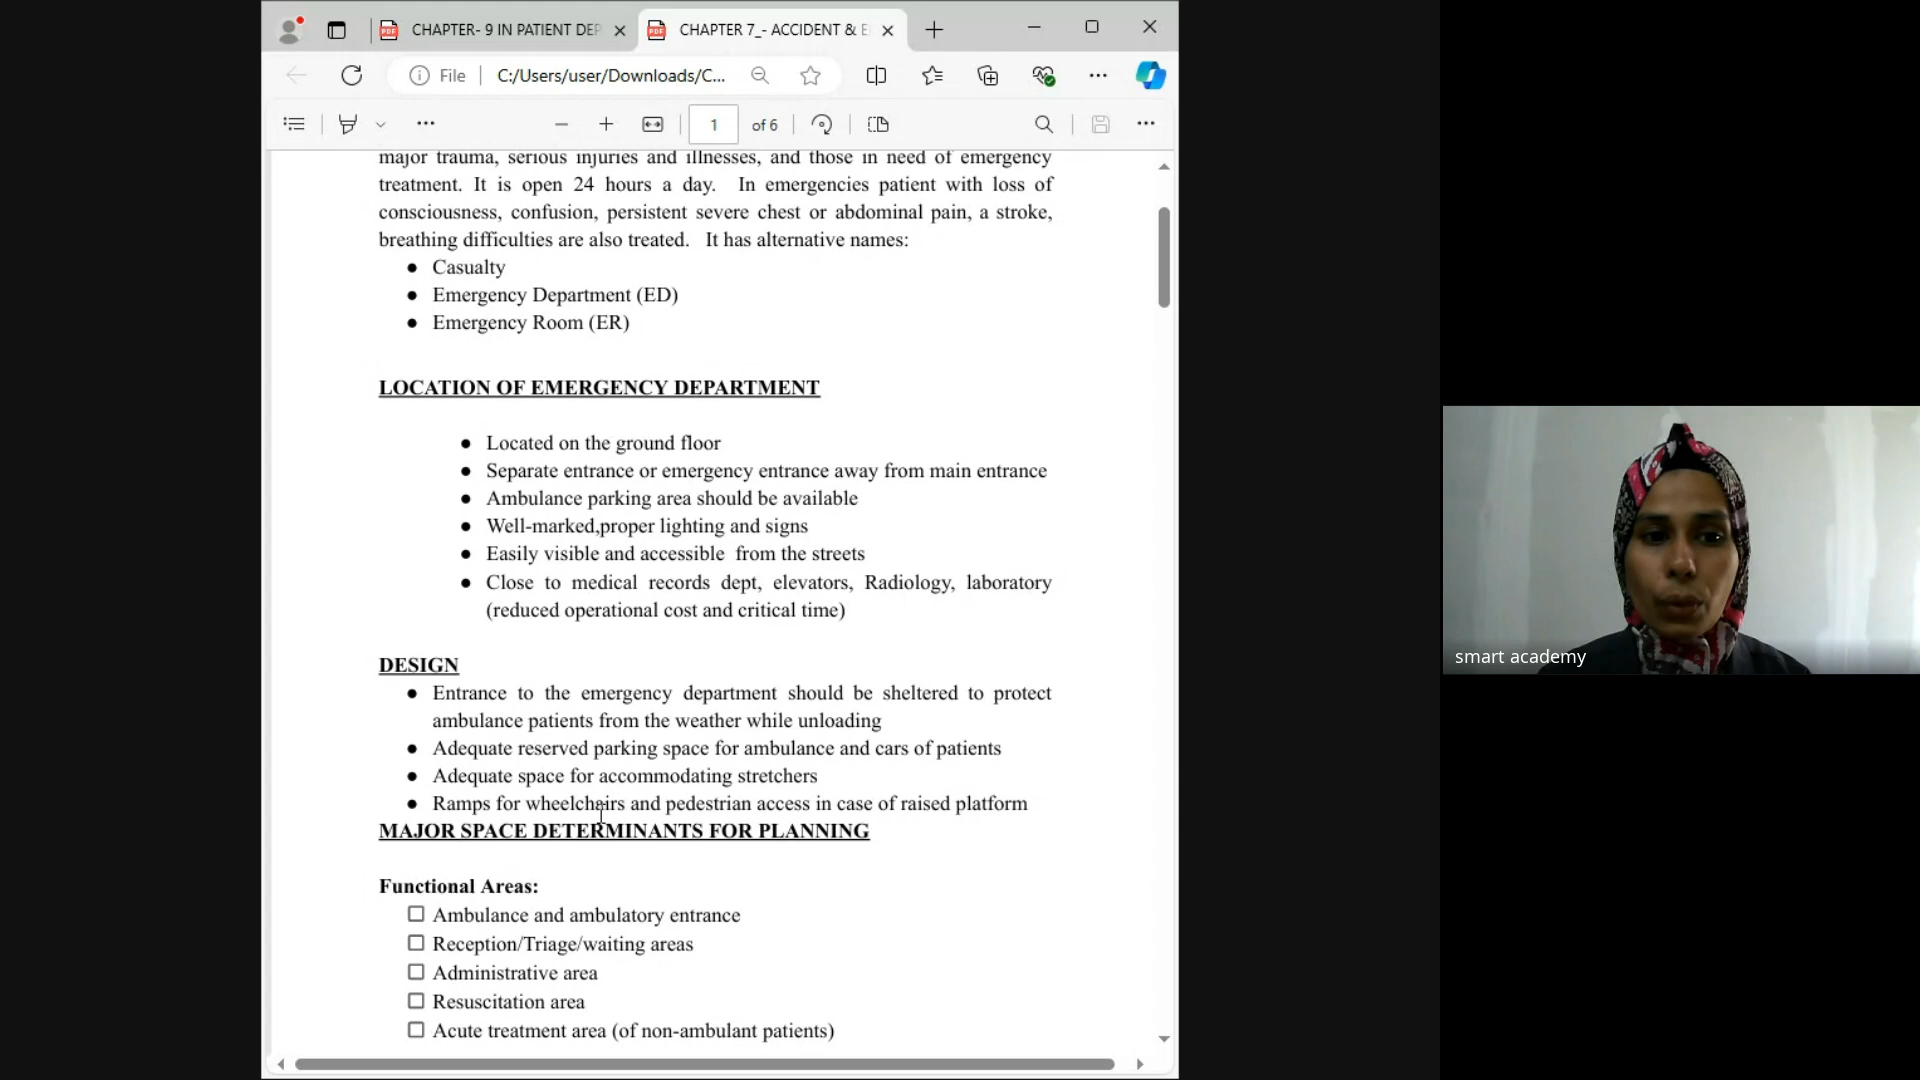 CHAPTER- 9 IN PATIENT DEP
CHAPTER 7_- ACCIDENT & E
File
C:/Users/user/Downloads/C...
1
of 6
major trauma, serious injuries and illnesses, and those in need of emergency
treatment. It is open 24 hours a day. In emergencies patient with loss of
consciousness, confusion, persistent severe chest or abdominal pain, a stroke,
breathing difficulties are also treated. It has alternative names:
● Casualty
● Emergency Department (ED)
● Emergency Room (ER)
LOCATION OF EMERGENCY DEPARTMENT
● Located on the ground floor
● Separate entrance or emergency entrance away from main entrance
● Ambulance parking area should be available
● Well-marked,proper lighting and signs
● Easily visible and accessible from the streets
● Close to medical records dept, elevators, Radiology, laboratory
(reduced operational cost and critical time)
DESIGN
● Entrance to the emergency department should be sheltered to protect
ambulance patients from the weather while unloading
● Adequate reserved parking space for ambulance and cars of patients
● Adequate space for accommodating stretchers
● Ramps for wheelchairs and pedestrian access in case of raised platform
MAJOR SPACE DETERMINANTS FOR PLANNING
Functional Areas:
☐ Ambulance and ambulatory entrance
☐ Reception/Triage/waiting areas
☐ Administrative area
☐ Resuscitation area
☐ Acute treatment area (of non-ambulant patients)
smart academy